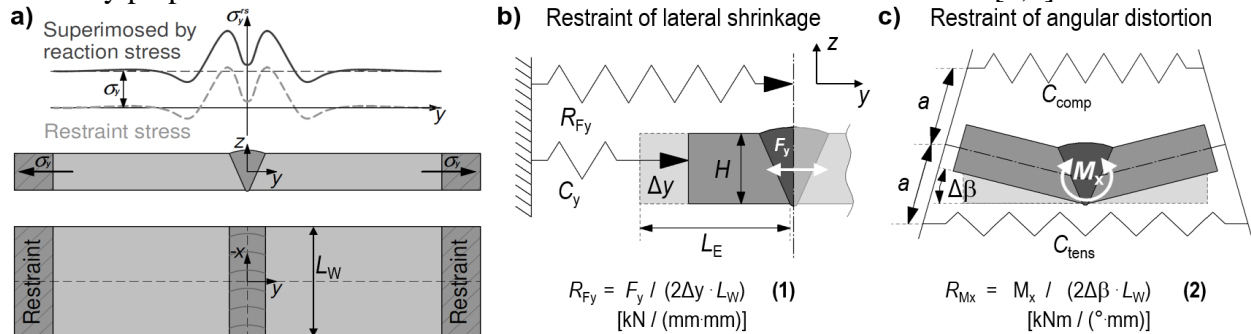 a)
σyrs
Superimosed by
reaction stress
σy
y
Restraint stress
z
σy
σy
y
Restraint
-x
y
LW
Restraint
b) Restraint of lateral shrinkage
z
y
RFy
Cy
Δy
H
Fy
LE
RFy = Fy / (2Δy · LW) (1)
[kN / (mm·mm)]
c) Restraint of angular distortion
a
Ccomp
a
Mx
Δβ
Ctens
RMx = Mx / (2Δβ · LW) (2)
[kNm / (°·mm)]